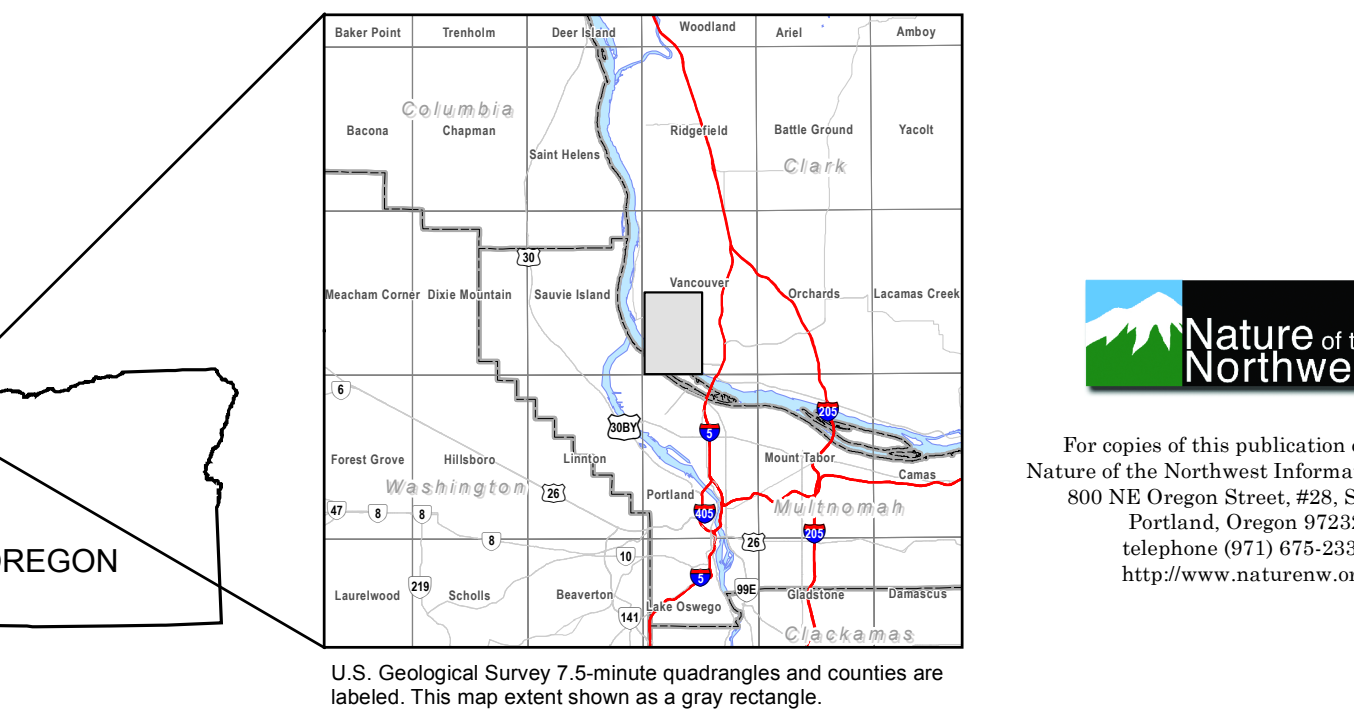 Baker Point Trenholm Deer Island Woodland Ariel Amboy
Columbia
Bacona Chapman Ridgefield Battle Ground Yacolt
Saint Helens
Clark
30
Vancouver
Meacham Corner Dixie Mountain Sauvie Island Orchards Lacamas Creek
6
205
30BY 5
Forest Grove Hillsboro Linnton Mount Tabor Camas
Washington 26 Portland
47 8 8 405 Multnomah
8 10 26 205
5
219 99E
Laurelwood Scholls Beaverton Lake Oswego Gladstone Damascus
141
Clackamas
OREGON
U.S. Geological Survey 7.5-minute quadrangles and counties are
labeled. This map extent shown as a gray rectangle.
Nature of t
Northwe
For copies of this publication
Nature of the Northwest Informa
800 NE Oregon Street, #28, S
Portland, Oregon 97232
telephone (971) 675-233
http://www.naturenw.or